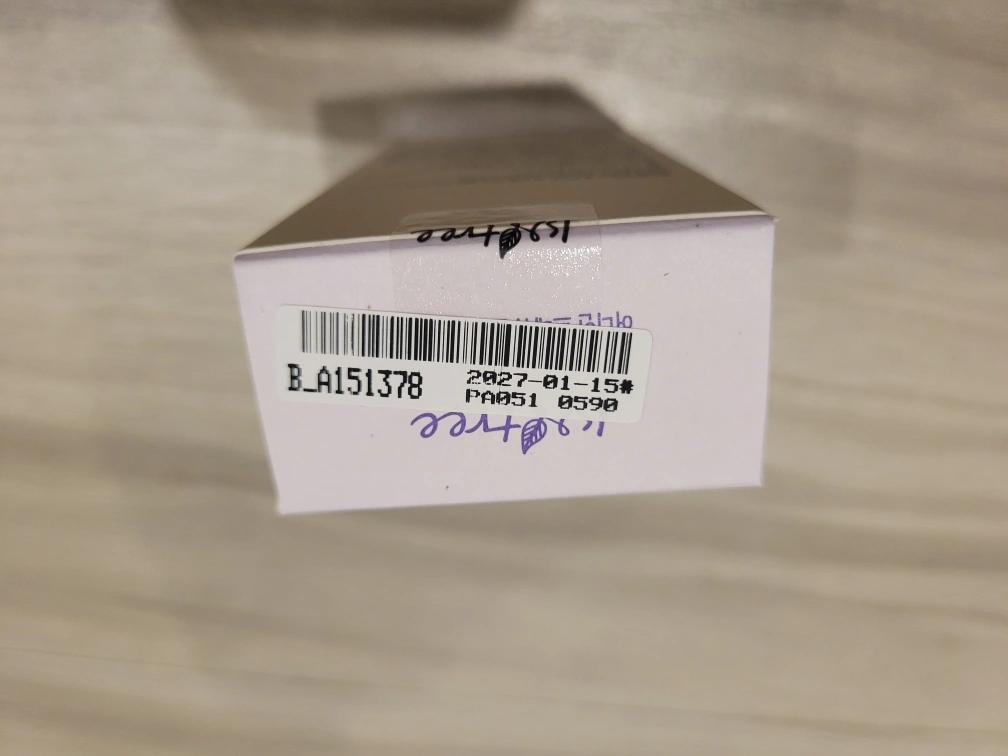 Isntree
B_A151378
2027-01-15#
PA051 0590
Isntree